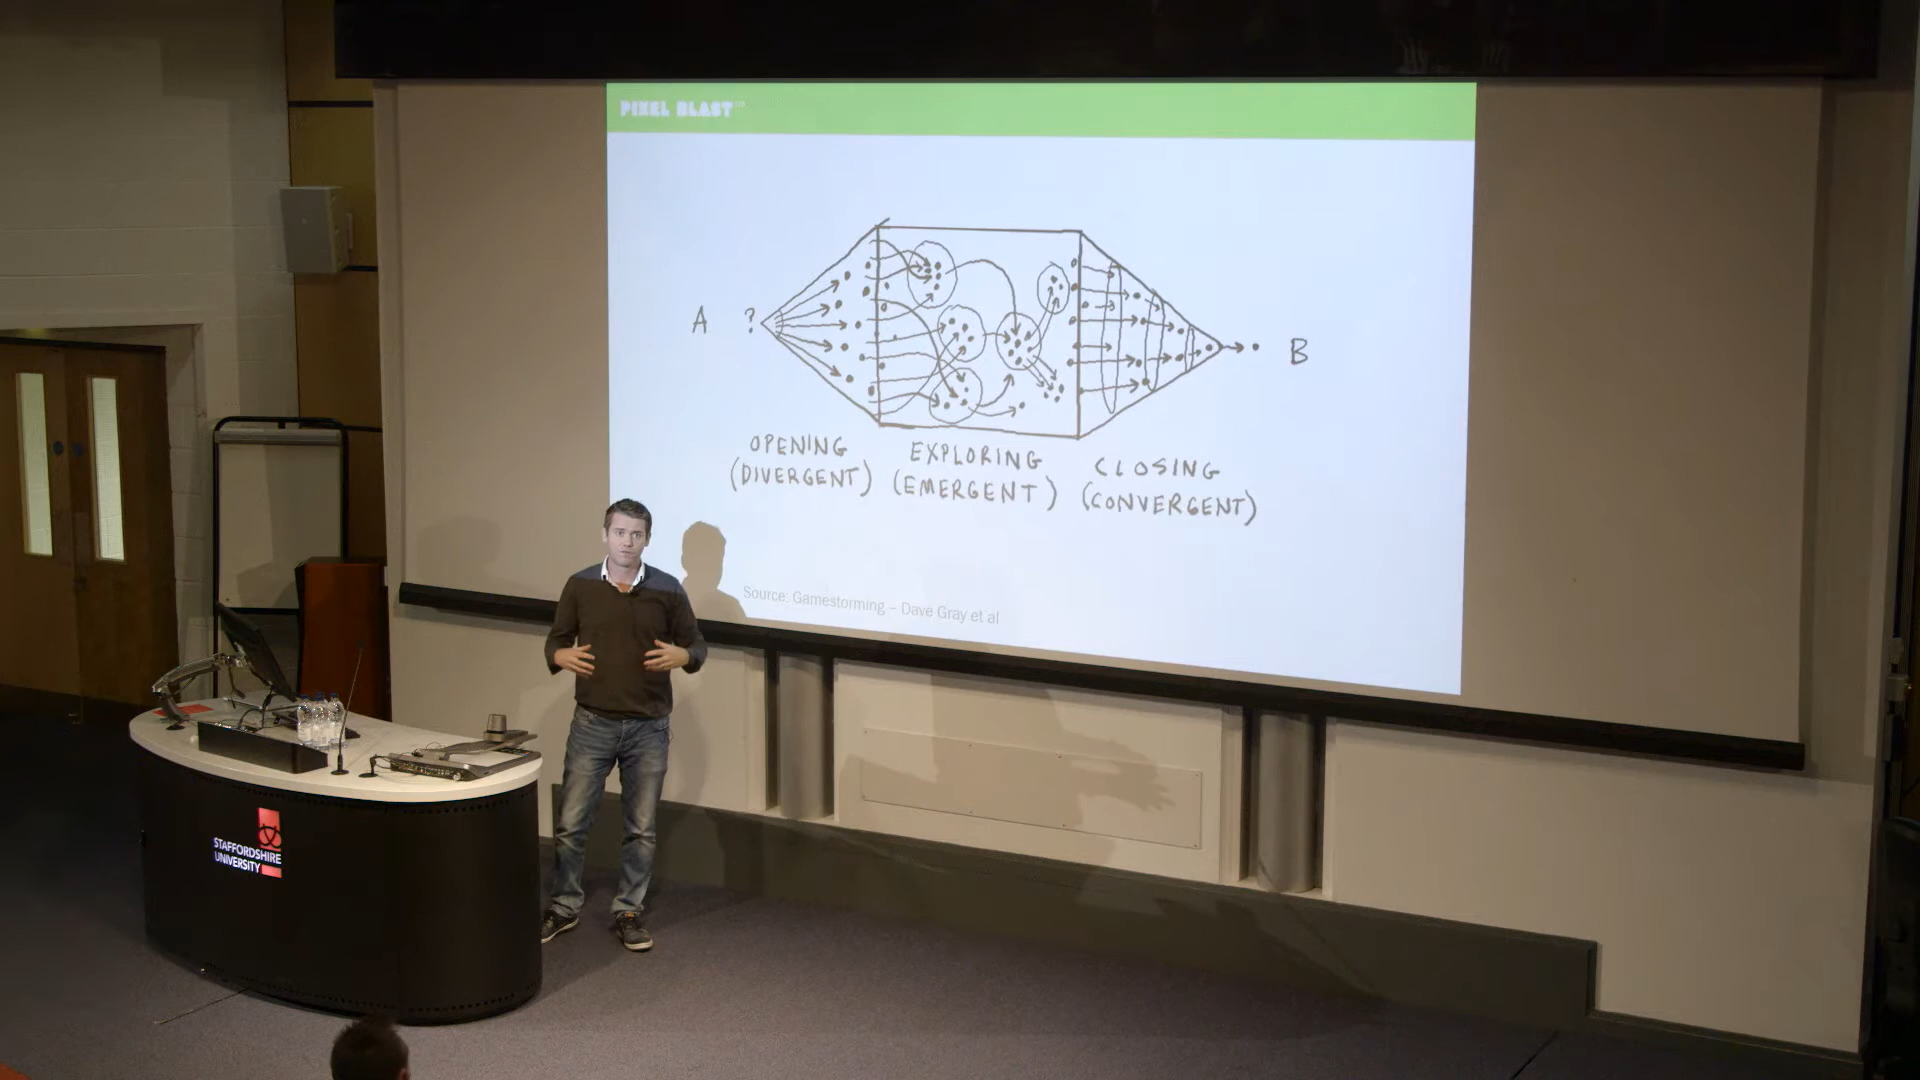 PIXEL BLAST
A ? B
OPENING EXPLORING CLOSING
(DIVERGENT) (EMERGENT) (CONVERGENT)
Source: Gamestorming – Dave Gray et al
STAFFORDSHIRE
UNIVERSITY